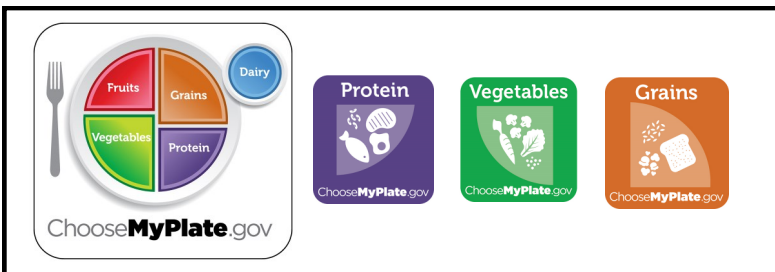 Fruits
Grains
Dairy
Vegetables
Protein
ChooseMyPlate.gov
Protein
ChooseMyPlate.gov
Vegetables
ChooseMyPlate.gov
Grains
ChooseMyPlate.gov